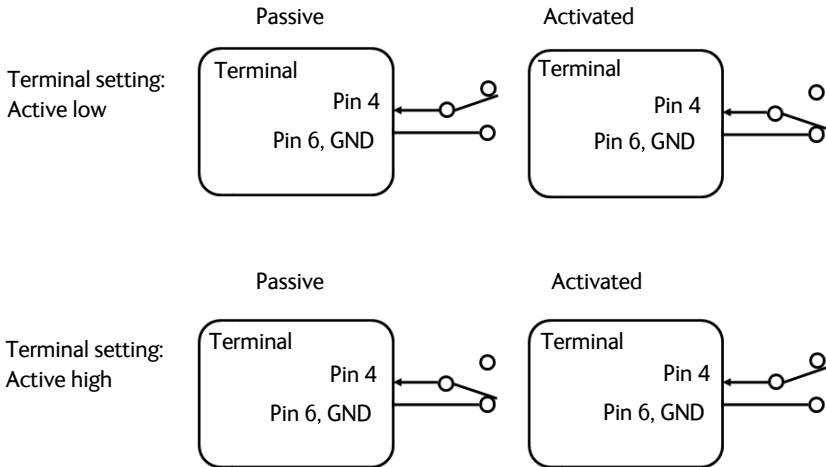 Passive
Activated
Terminal setting:
Active low
Terminal
Pin 4
Pin 6, GND
Terminal
Pin 4
Pin 6, GND
Passive
Activated
Terminal setting:
Active high
Terminal
Pin 4
Pin 6, GND
Terminal
Pin 4
Pin 6, GND